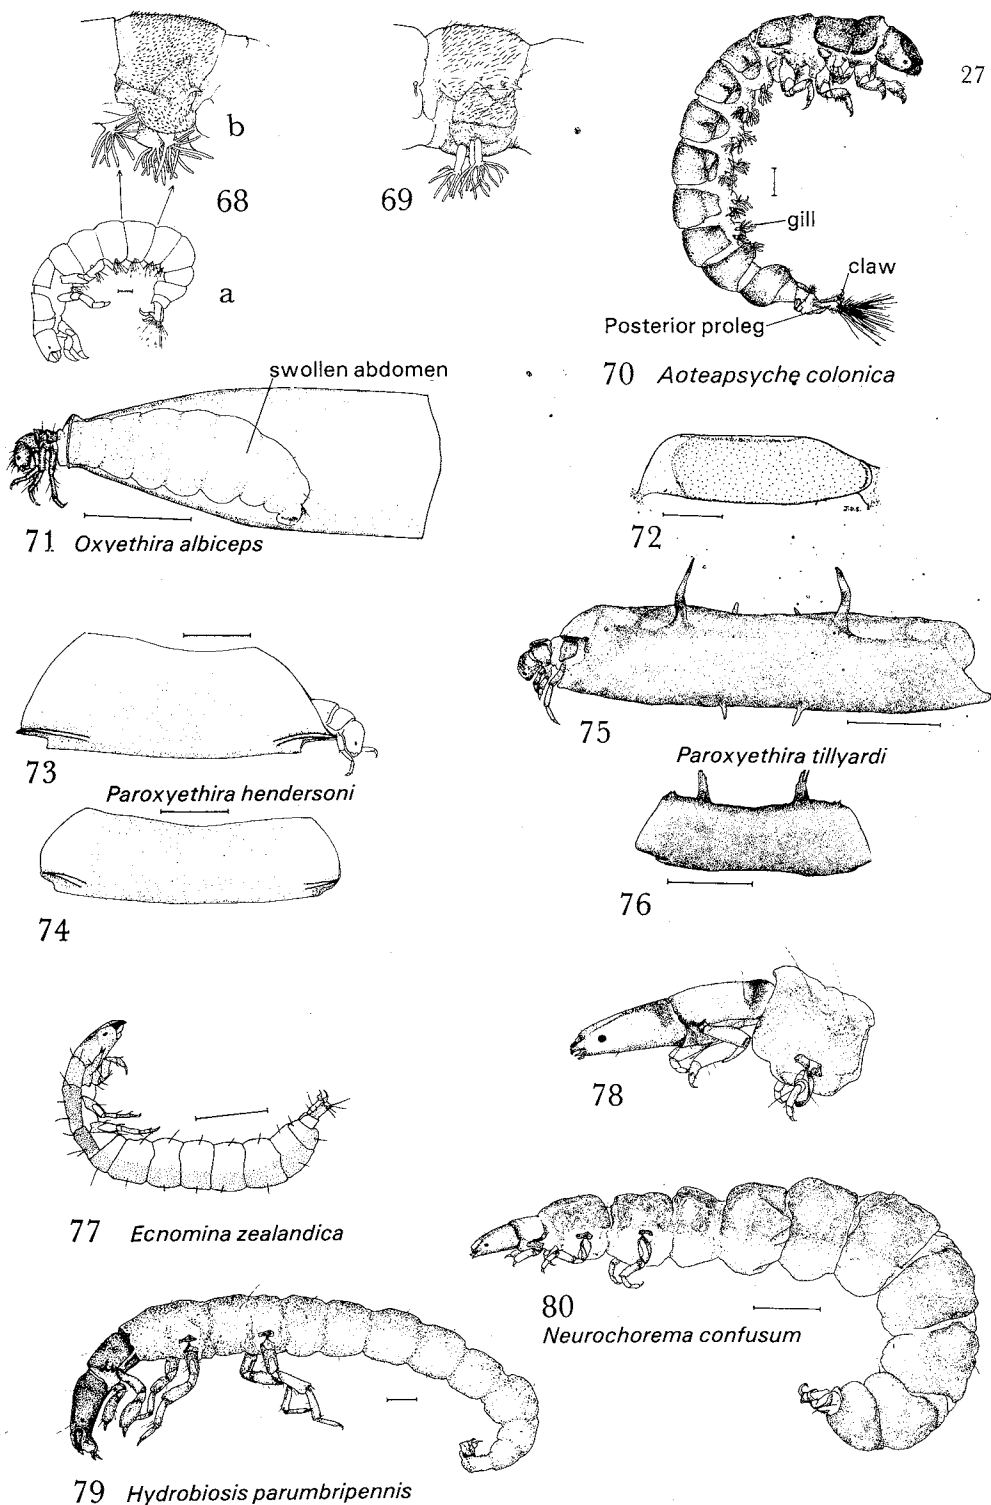 27
b
68
69
a
gill
claw
Posterior proleg
70 Aoteapsyche colonica
swollen abdomen
71 Oxyethira albiceps
J.D.S.
72
73
Paroxyethira hendersoni
74
75
Paroxyethira tillyardi
76
77 Ecnomina zealandica
78
79 Hydrobiosis parumbripennis
80
Neurochorema confusum